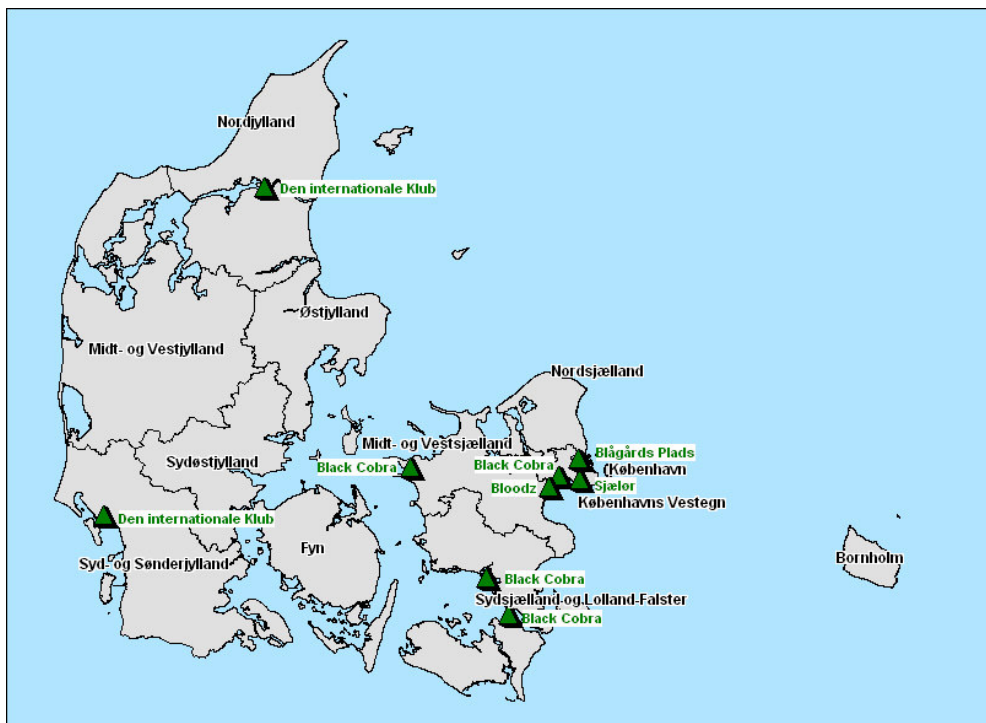 Nordjylland
Den internationale Klub
Østjylland
Midt- og Vestjylland
Nordsjælland
Midt- og Vestsjælland
Blågårds Plads
Sydøstjylland
Black Cobra
Black Cobra
(København
Bloodz
Sjælor
Københavns Vestegn
Den internationale Klub
Fyn
Bornholm
Syd- og Sønderjylland
Black Cobra
Sydsjælland-og Lolland-Falster
Black Cobra